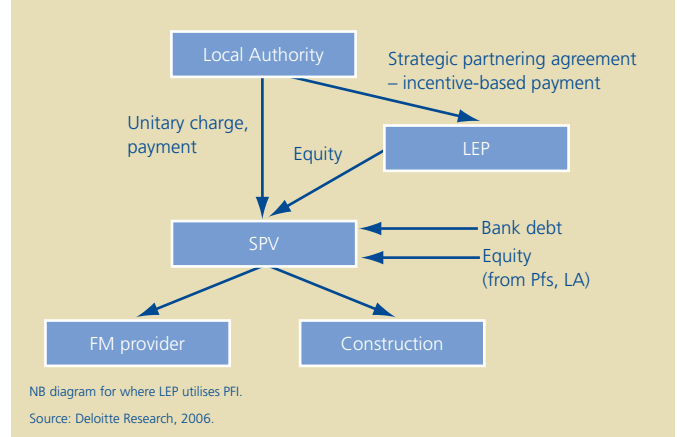 Local Authority
Strategic partnering agreement
– incentive-based payment
Unitary charge,
payment
Equity
LEP
SPV
Bank debt
Equity
(from Pfs, LA)
FM provider
Construction
NB diagram for where LEP utilises PFI.
Source: Deloitte Research, 2006.